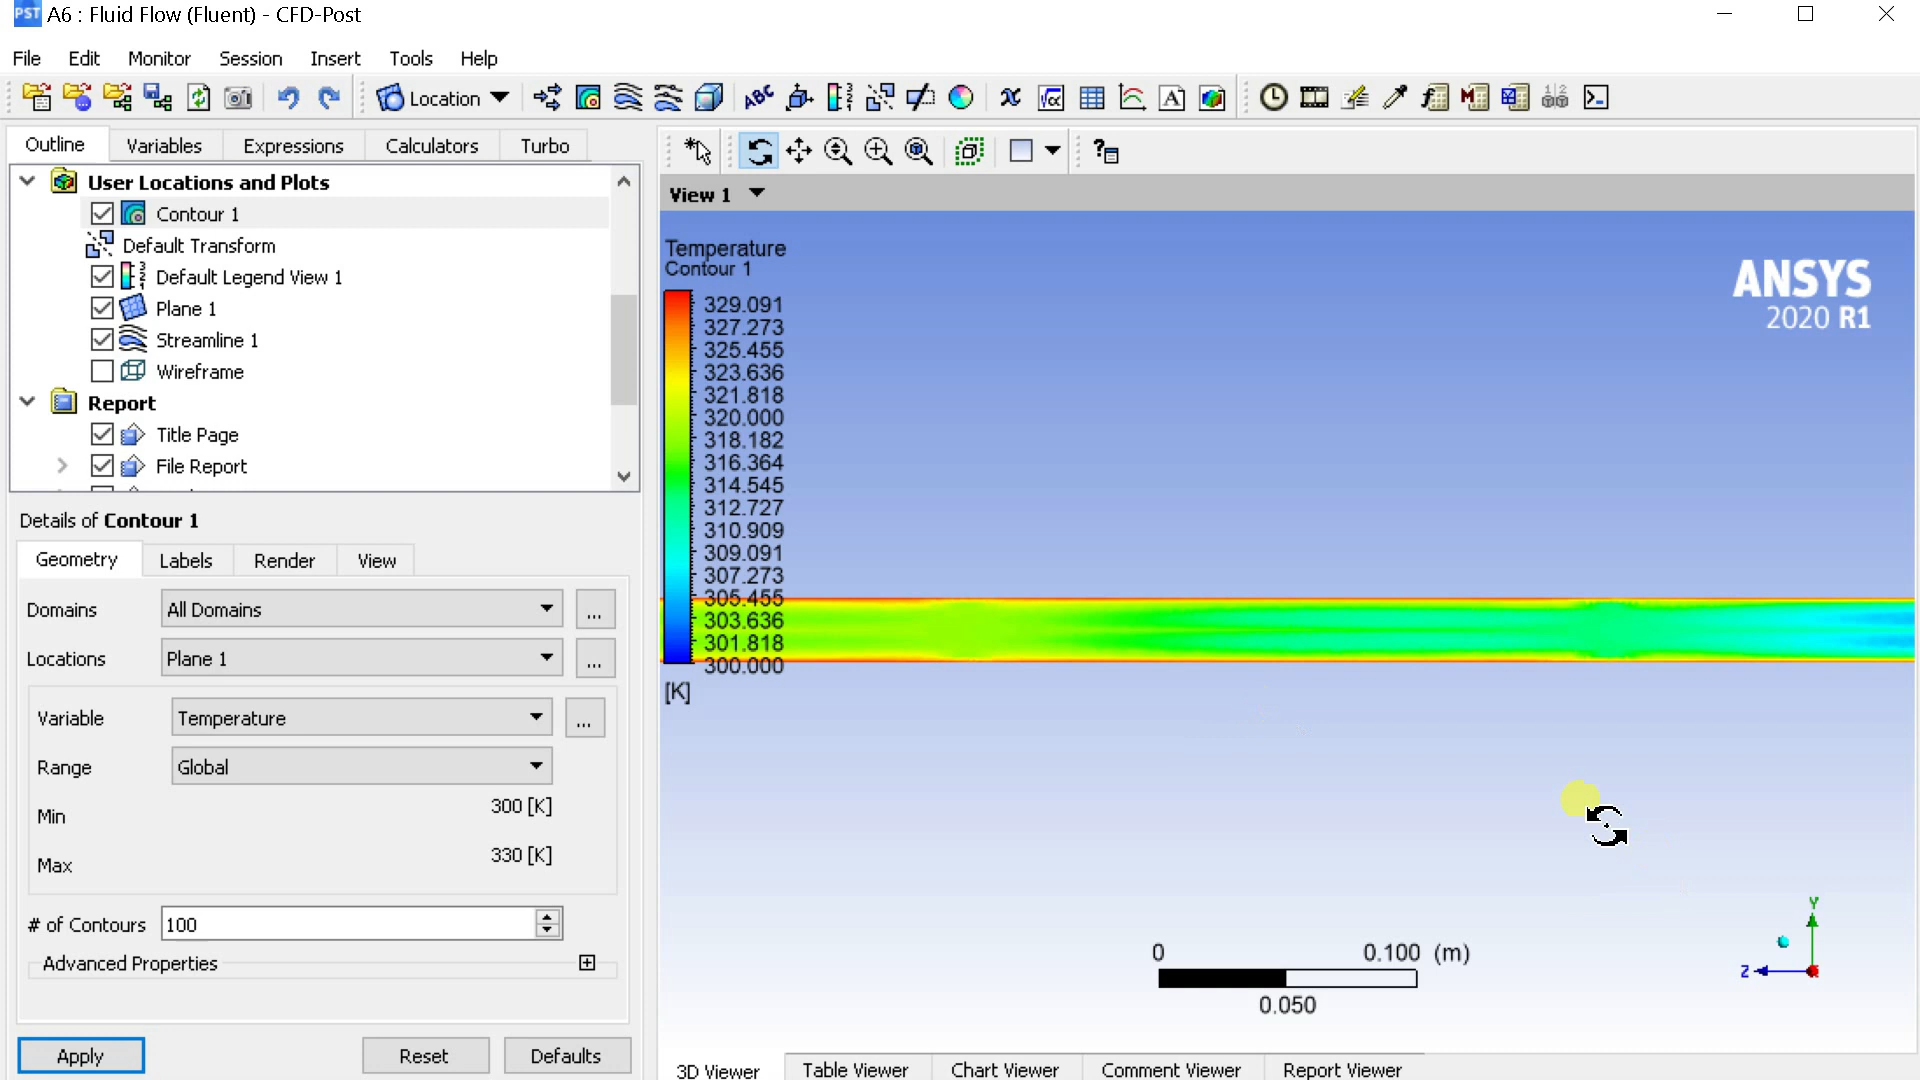 PST A6 : Fluid Flow (Fluent) - CFD-Post
File Edit Monitor Session Insert Tools Help
Location
Outline Variables Expressions Calculators Turbo
User Locations and Plots
Contour 1
Default Transform
Default Legend View 1
Plane 1
Streamline 1
Wireframe
Report
Title Page
File Report
Details of Contour 1
Geometry Labels Render View
Domains All Domains ...
Locations Plane 1 ...
Variable Temperature ...
Range Global
Min 300 [K]
Max 330 [K]
# of Contours 100
Advanced Properties
Apply Reset Defaults
View 1
Temperature
Contour 1
329.091
327.273
325.455
323.636
321.818
320.000
318.182
316.364
314.545
312.727
310.909
309.091
307.273
305.455
303.636
301.818
300.000
[K]
ANSYS
2020 R1
0 0.100 (m)
0.050
Y
Z
3D Viewer Table Viewer Chart Viewer Comment Viewer Report Viewer